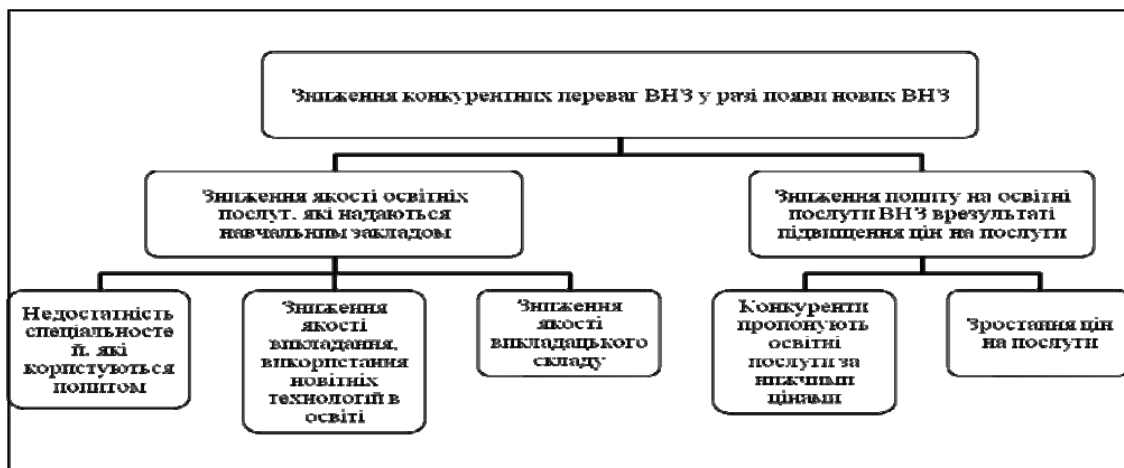 Зниження конкурентних переваг ВНЗ у разі появи нових ВНЗ
Зниження якості освітніх
послуг, які надаються
навчальним закладом
Зниження попиту на освітні
послуги ВНЗ врезультаті
підвищення цін на послуги
Недостатність
спеціальносте
й, які
користуються
попитом
Зниження
якості
викладання,
використання
новітніх
технологій в
освіті
Зниження
якості
викладацького
складу
Конкуренти
пропонують
освітні
послуги за
нижчими
цінами
Зростання цін
на послуги